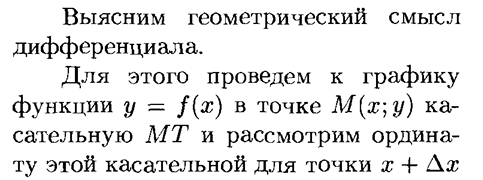 Выясним геометрический смысл
дифференциала.
Для этого проведем к графику
функции y = f(x) в точке M(x; y) ка-
сательную MT и рассмотрим ордина-
ту этой касательной для точки x + Δx